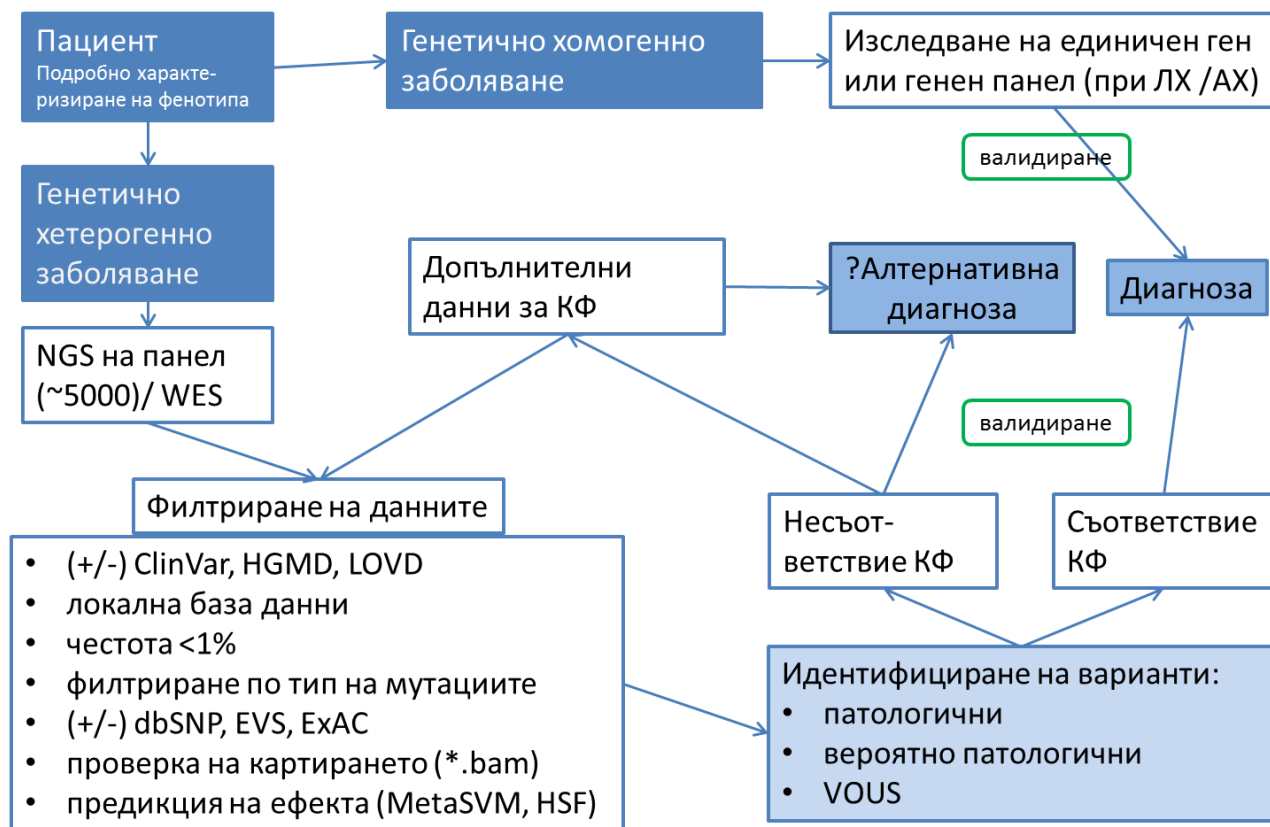 Пациент
Подробно характе-
ризиране на фенотипа
Генетично хомогенно
заболяване
Изследване на единичен ген
или генен панел (при ЛХ /АХ)
валидиране
Генетично
хетерогенно
заболяване
Допълнителни
данни за КФ
?Алтернативна
диагноза
Диагноза
NGS на панел
(~5000)/ WES
валидиране
Филтриране на данните
Несъот-
ветствие КФ
Съответствие
КФ
• (+/-) ClinVar, HGMD, LOVD
• локална база данни
• честота <1%
• филтриране по тип на мутациите
• (+/-) dbSNP, EVS, ExAC
• проверка на картирането (*.bam)
• предикция на ефекта (MetaSVM, HSF)
Идентифициране на варианти:
• патологични
• вероятно патологични
• VOUS